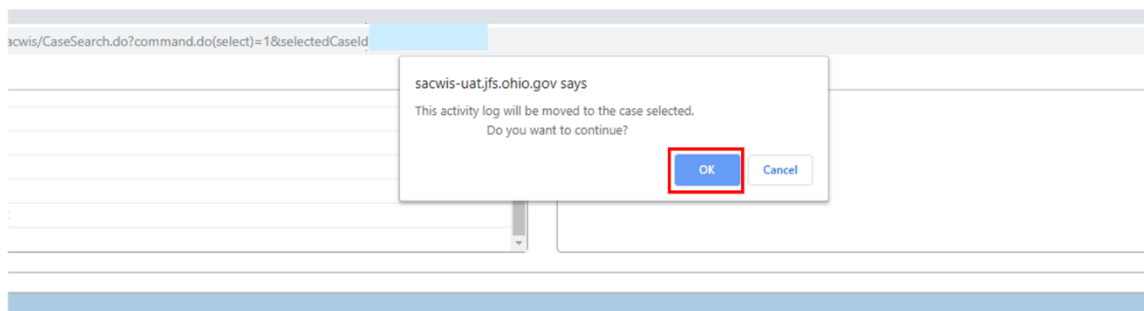 acwis/CaseSearch.do?command.do(select)=1&selectedCaseId
sacwis-uat.jfs.ohio.gov says
This activity log will be moved to the case selected.
Do you want to continue?
OK
Cancel